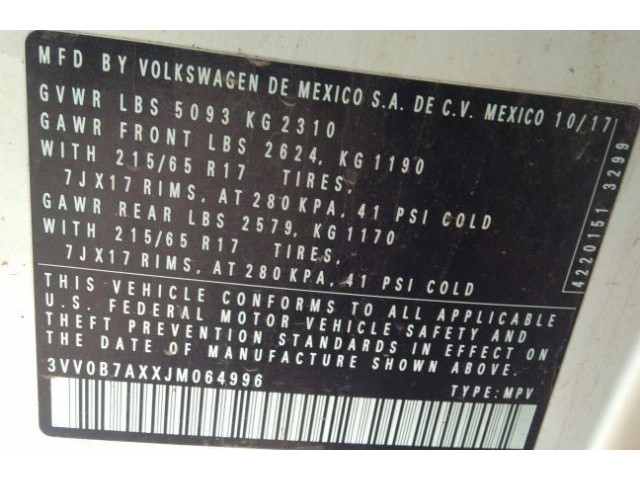 MFD BY VOLKSWAGEN DE MEXICO S.A. DE C.V. MEXICO 10/17
GVWR LBS 5093 KG 2310
GAWR FRONT LBS 2624, KG 1190
WITH 215/65 R17 TIRES,
7JX17 RIMS, AT 280 KPA, 41 PSI COLD
GAWR REAR LBS 2579, KG 1170
WITH 215/65 R17 TIRES,
7JX17 RIMS, AT 280 KPA, 41 PSI COLD
THIS VEHICLE CONFORMS TO ALL APPLICABLE
U.S. FEDERAL MOTOR VEHICLE SAFETY AND
THEFT PREVENTION STANDARDS IN EFFECT ON
THE DATE OF MANUFACTURE SHOWN ABOVE.
3VV0B7AXXJM064996
TYPE: MPV
4220151 3299